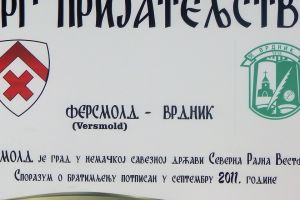 РГ ПРИЈАТЕЉСТВ
ВРДНИК
ФЕРСМОЛД - ВРДНИК
(Versmold)
СМОЛД ЈЕ ГРАД У НЕМАЧКОЈ САВЕЗНОЈ ДРЖАВИ СЕВЕРНА РАЈНА ВЕСТФ
СПОРАЗУМ О БРАТИМЉЕЊУ ПОТПИСАН У СЕПТЕМБРУ 2011. ГОДИНЕ